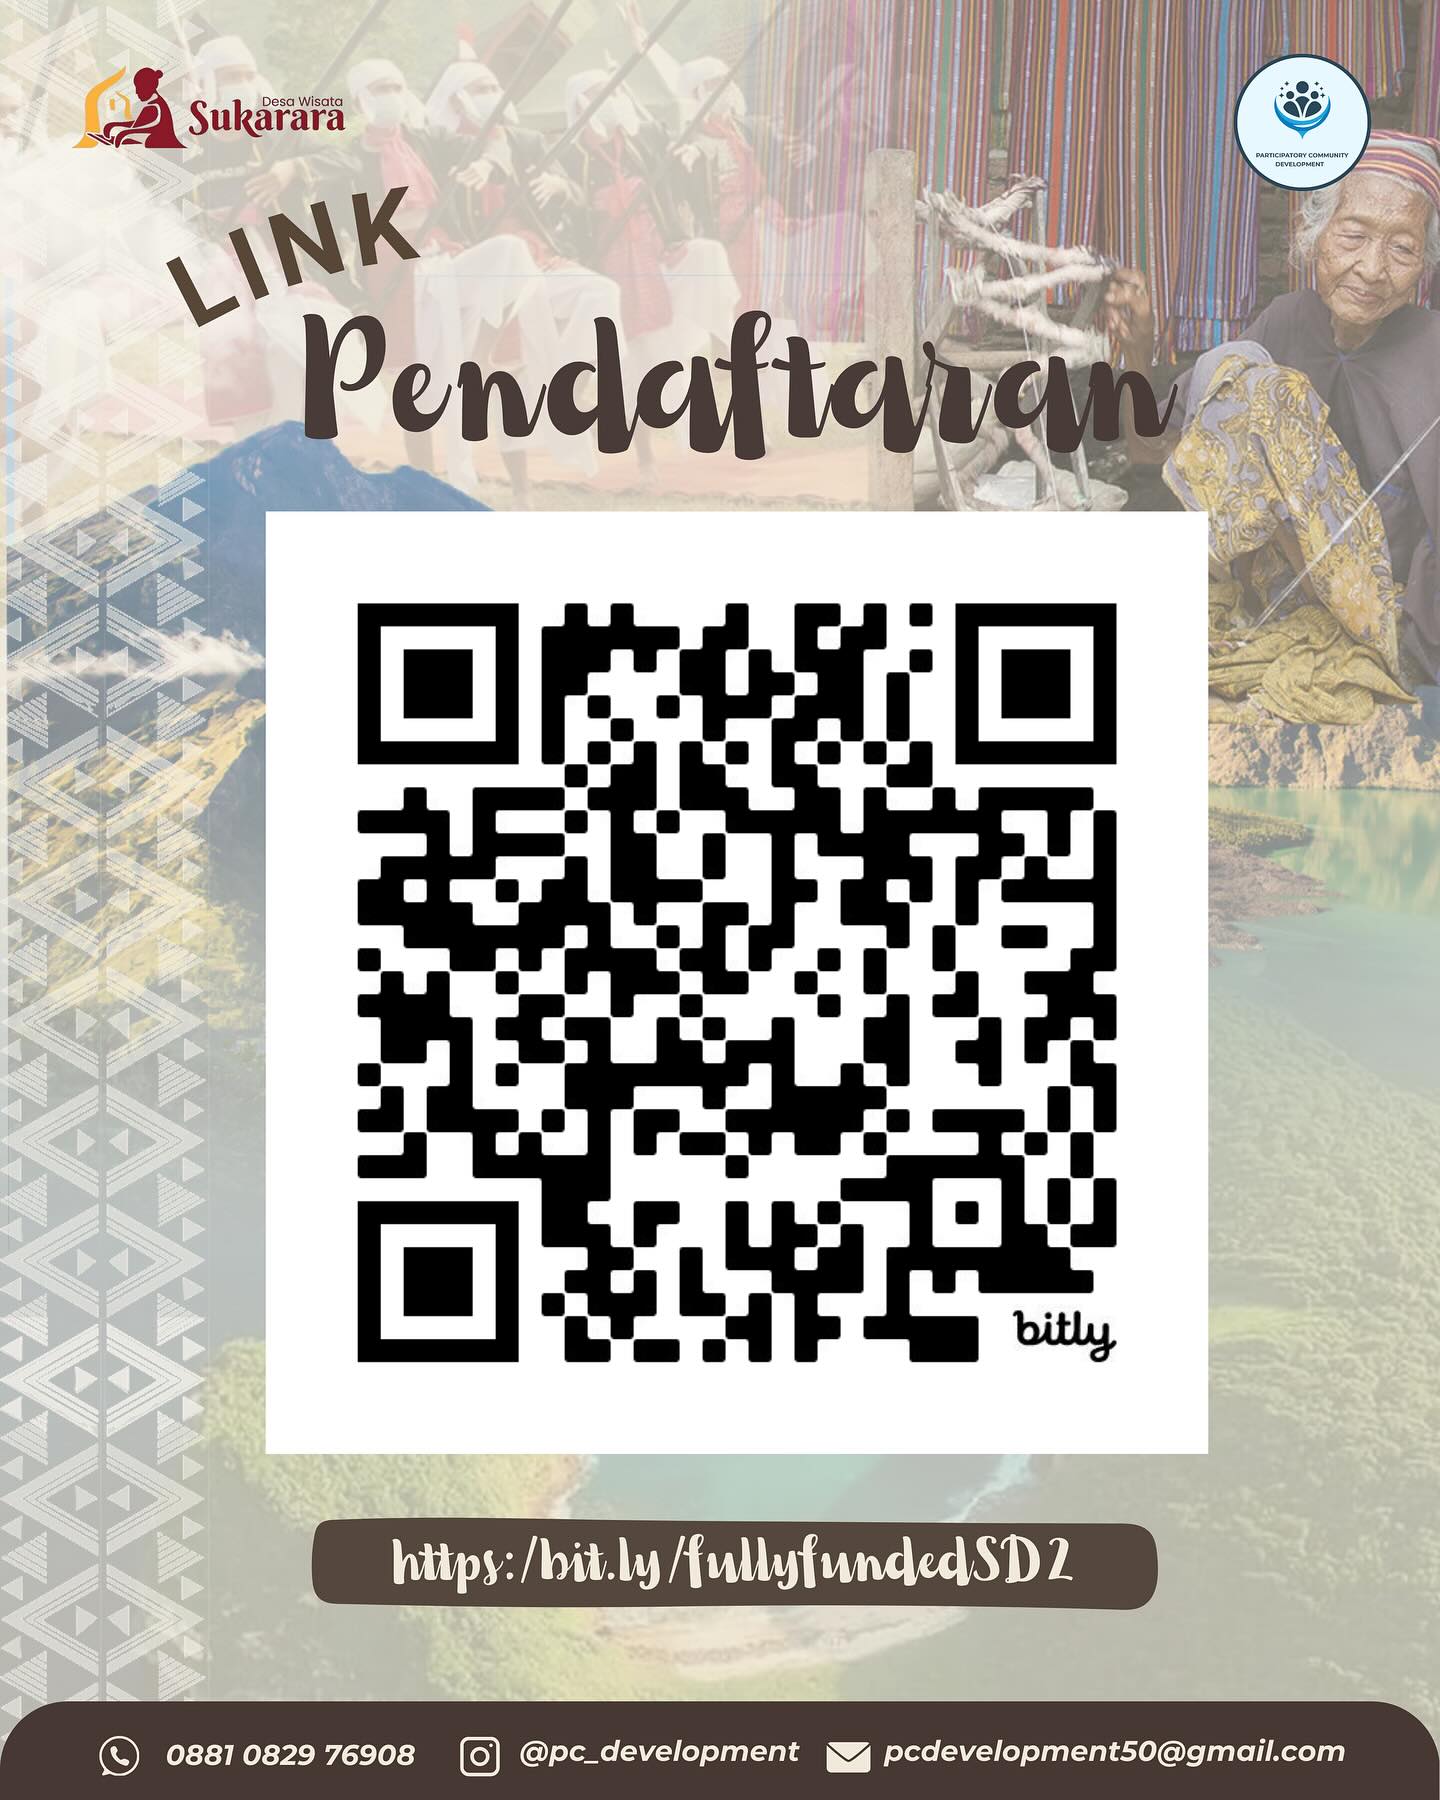 Desa Wisata
Sukarara
PARTICIPATORY COMMUNITY
DEVELOPMENT
LINK
Pendaftaran
bitly
https:/bit.ly/fullyfundedSD2
0881 0829 76908
@pc_development
pcdevelopment50@gmail.com